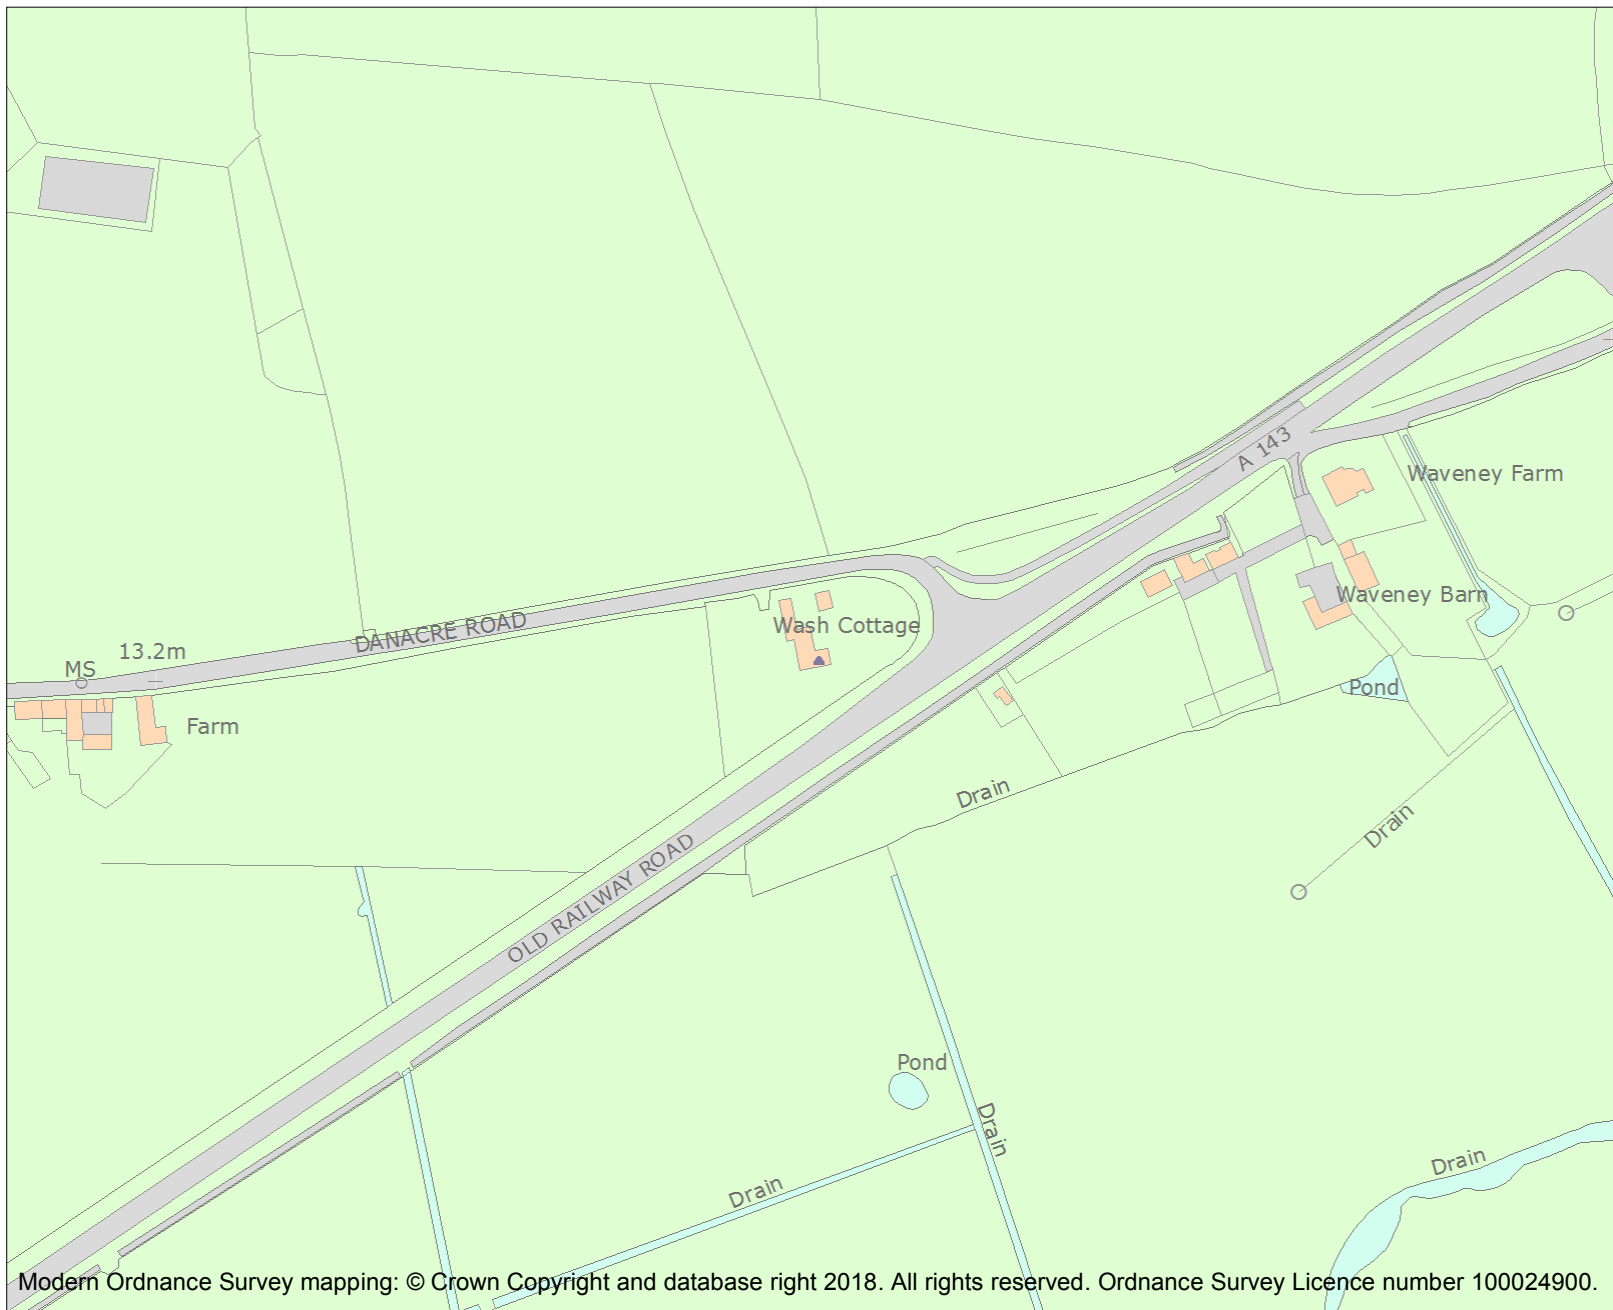 A 143
Waveney Farm
Waveney Barn
DANACRE ROAD
Wash Cottage
13.2m
MS
Pond
Farm
Drain
Drain
OLD RAILWAY ROAD
Pond
Drain
Drain
Drain
Modern Ordnance Survey mapping: © Crown Copyright and database right 2018. All rights reserved. Ordnance Survey Licence number 100024900.